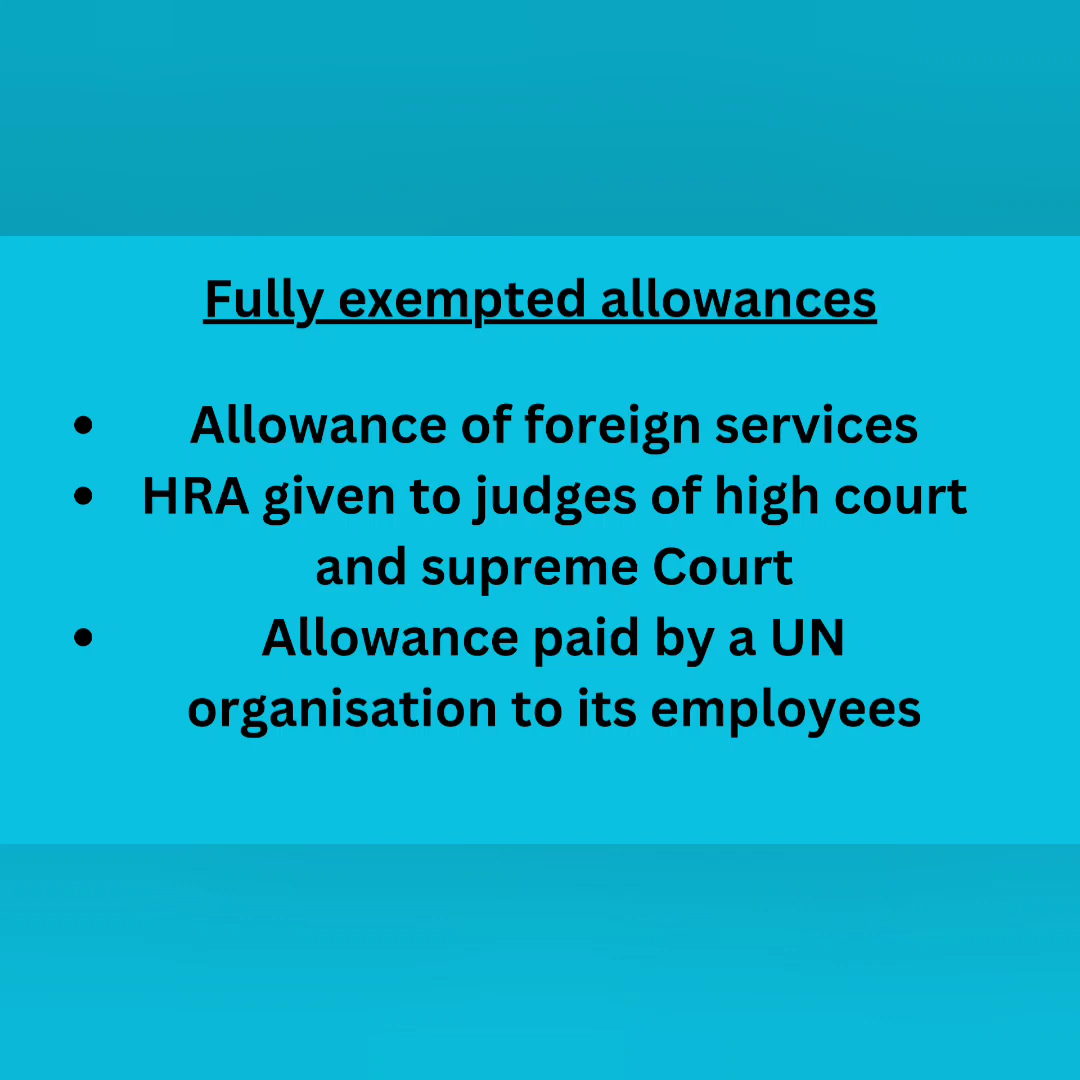 Fully exempted allowances
• Allowance of foreign services
• HRA given to judges of high court
and supreme Court
• Allowance paid by a UN
organisation to its employees